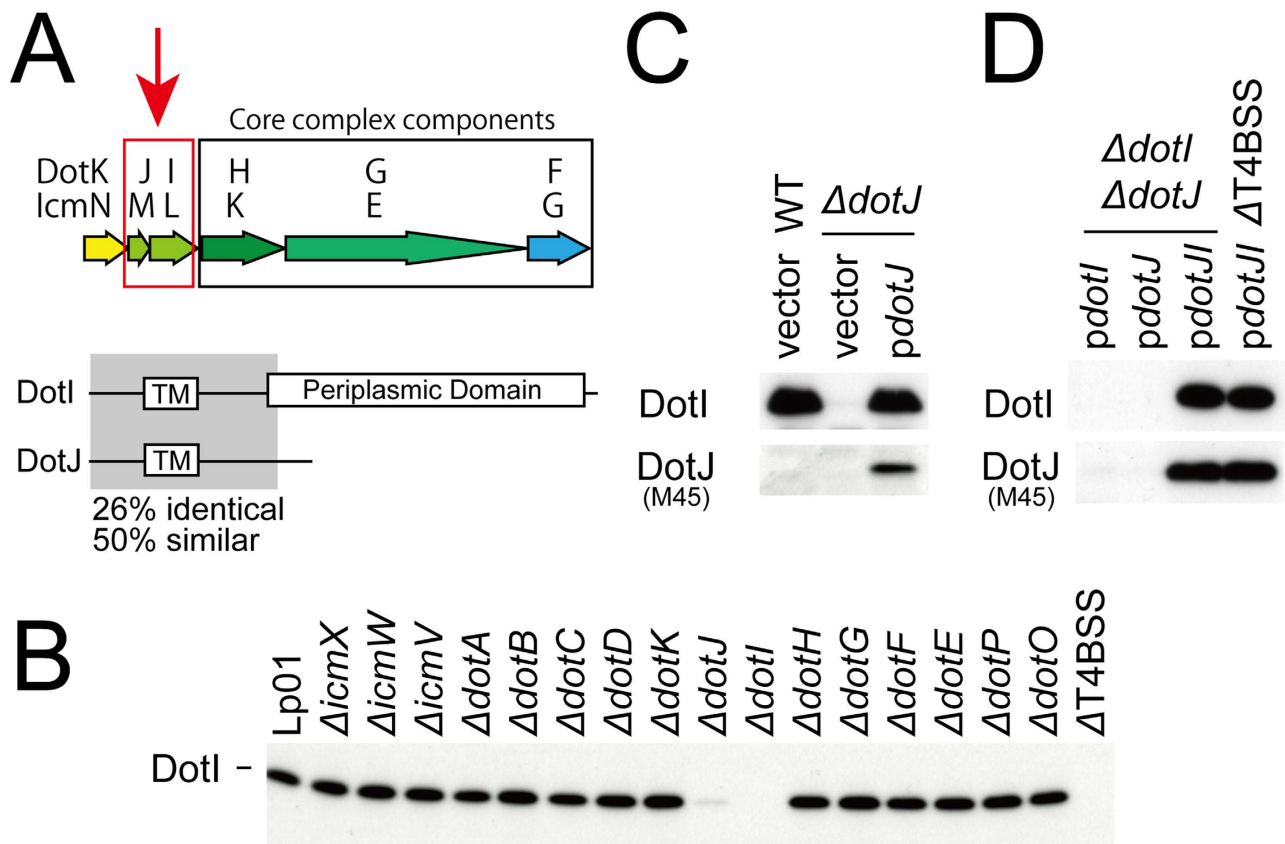 A
Core complex components
DotK J I H G F
IcmN M L K E G
DotI TM Periplasmic Domain
DotJ TM
26% identical
50% similar
C
WT ΔdotJ
vector vector pdotJ
DotI
DotJ
(M45)
D
ΔdotI
ΔdotJ
ΔT4BSS
pdotI pdotJ pdotJI pdotJI
DotI
DotJ
(M45)
B
Lp01 ΔicmX ΔicmW ΔicmV ΔdotA ΔdotB ΔdotC ΔdotD ΔdotK ΔdotJ ΔdotI ΔdotH ΔdotG ΔdotF ΔdotE ΔdotP ΔdotO ΔT4BSS
DotI –